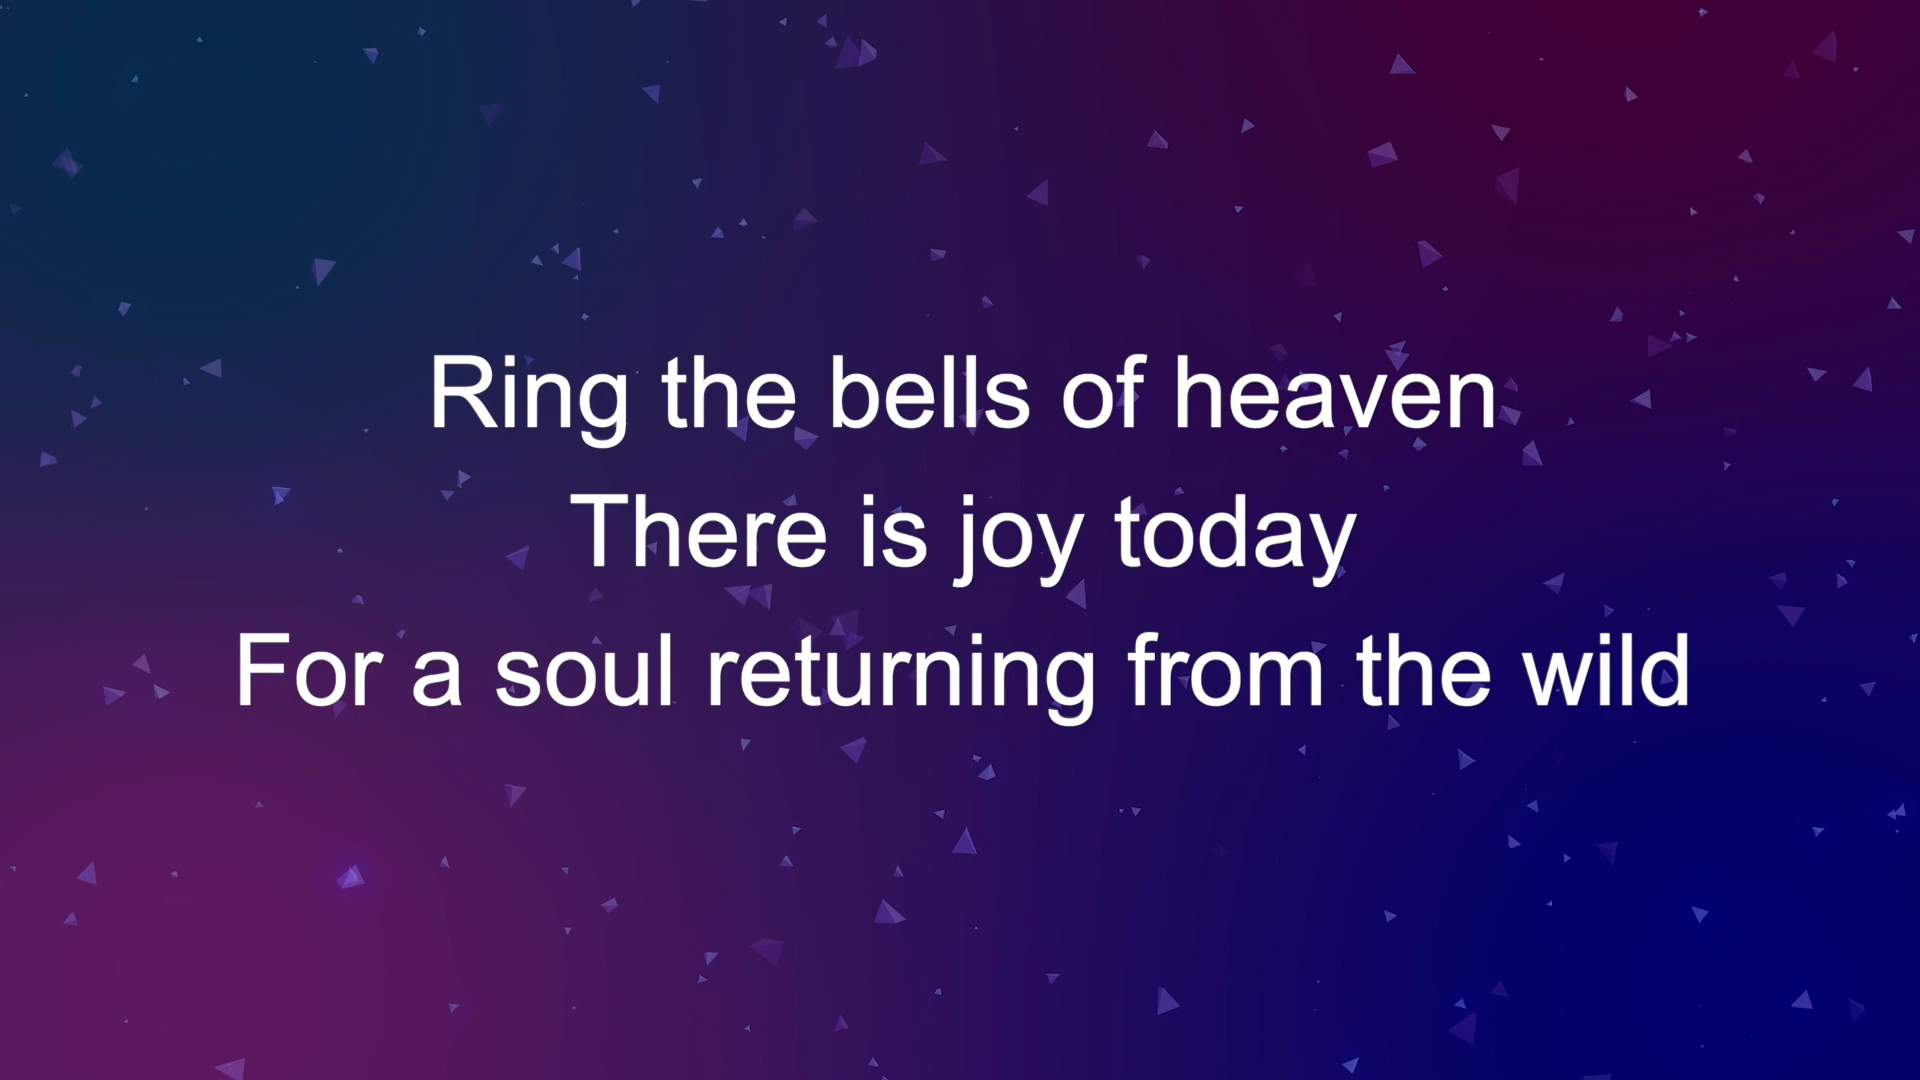 Ring the bells of heaven
There is joy today
For a soul returning from the wild